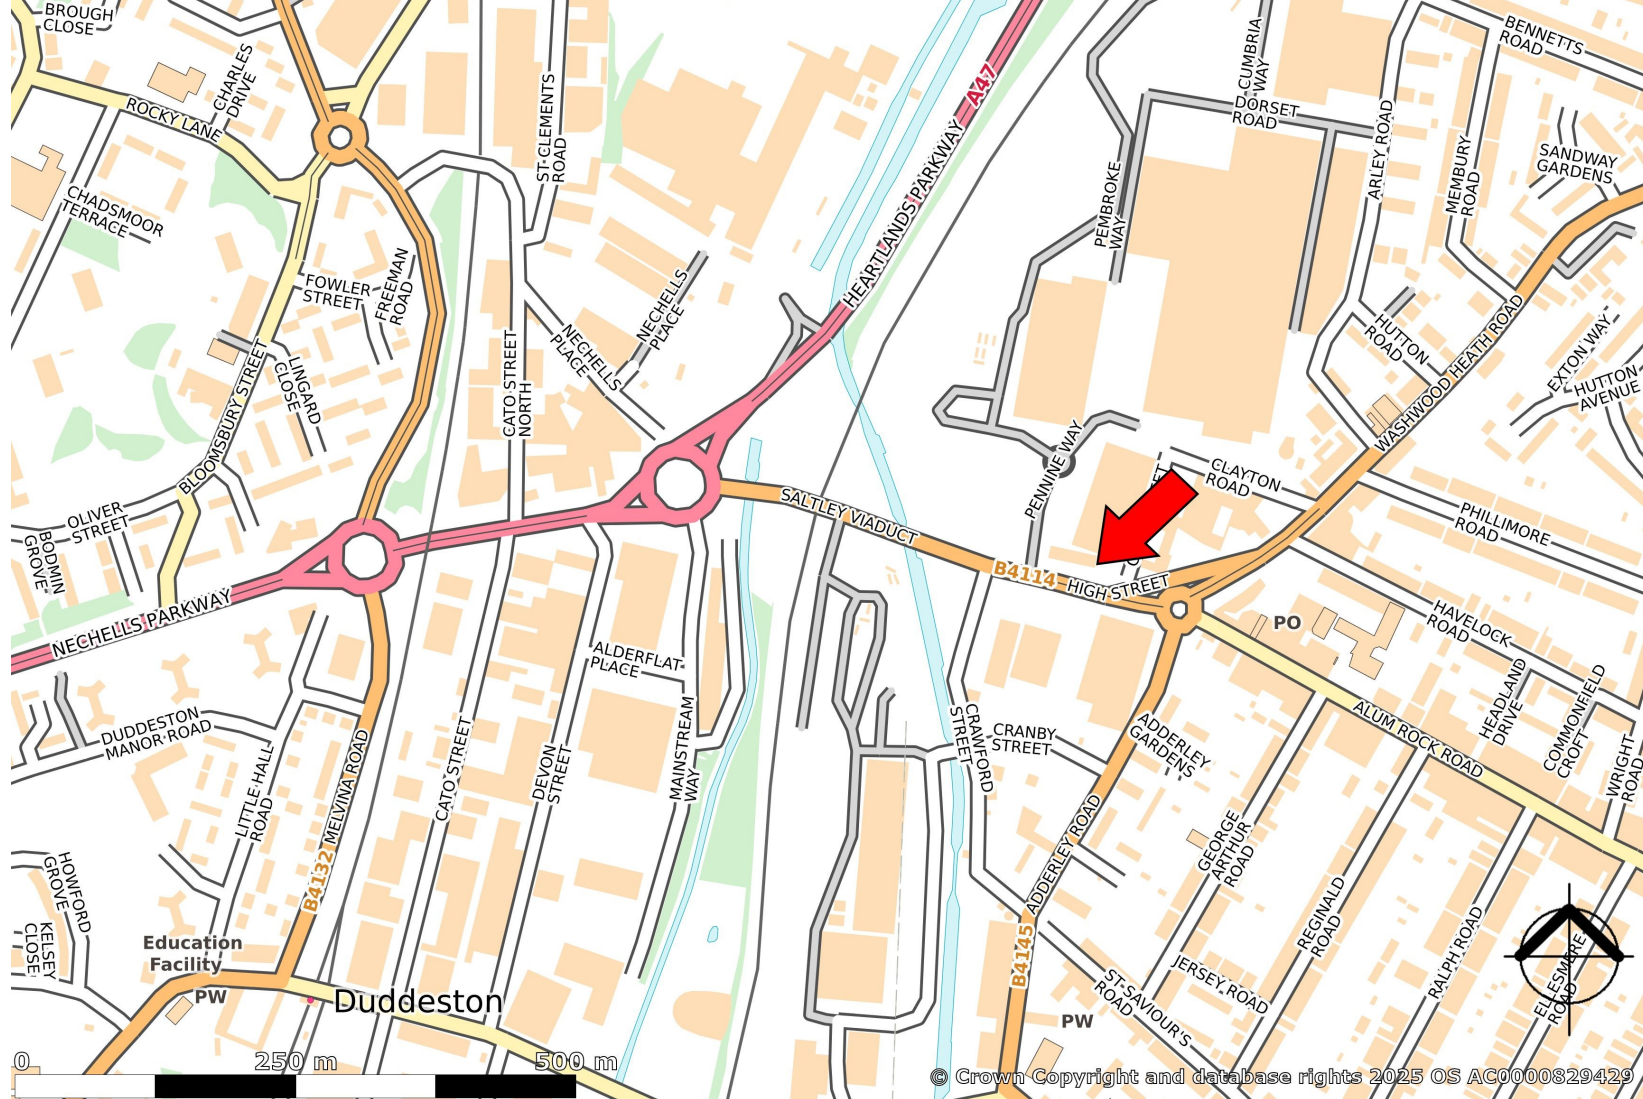 BROUGH
CLOSE
CHARLES
DRIVE
ROCKY LANE
CHADSMOOR
TERRACE
ST CLEMENTS
ROAD
A47
HEARTLANDS PARKWAY
CUMBRIA
WAY
DORSET
ROAD
ARLEY ROAD
BENNETTS
ROAD
MEMBURY
ROAD
SANDWAY
GARDENS
PEMBROKE
WAY
FOWLER
STREET
FREEMAN
ROAD
NECHELLS
PLACE
NECHELLS
PLACE
CATO STREET
NORTH
LINGARD
CLOSE
BLOOMSBURY STREET
HUTTON
ROAD
WASHWOOD HEATH ROAD
EXTON WAY
HUTTON
AVENUE
OLIVER
STREET
BODMIN
GROVE
NECHELLS PARKWAY
SALTLEY VIADUCT
PENNINE WAY
CLAYTON
ROAD
PHILLIMORE
ROAD
B4114
HIGH STREET
PO
HAVELOCK
ROAD
HEADLAND
DRIVE
COMMONFIELD
CROFT
WRIGHT
ROAD
ALUM ROCK ROAD
ALDERFLAT
PLACE
DUDDESTON
MANOR ROAD
LITTLE HALL
ROAD
MELVINA ROAD
B4132
CATO STREET
DEVON
STREET
MAINSTREAM
WAY
CRAWFORD
STREET
CRANBY
STREET
ADDERLEY
GARDENS
ADDERLEY ROAD
B4145
GEORGE
ARTHUR
ROAD
REGINALD
ROAD
RALPH ROAD
ELLESMERE
ROAD
JERSEY ROAD
ST SAVIOUR'S
ROAD
PW
HOWFORD
GROVE
KELSEY
CLOSE
Education
Facility
PW
Duddeston
0 250 m 500 m
© Crown Copyright and database rights 2025 OS AC0000829429